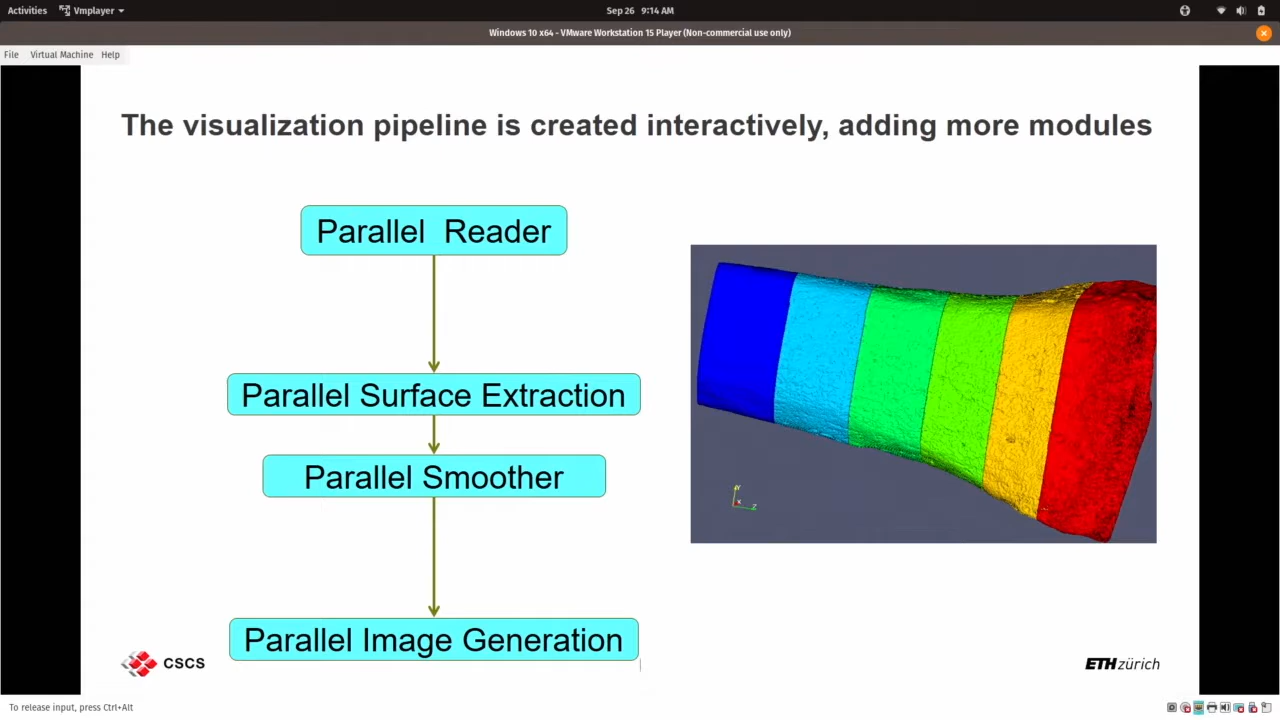 Activities Vmplayer Sep 26 9:14 AM
Windows 10 x64 - VMware Workstation 15 Player (Non-commercial use only)
File Virtual Machine Help
The visualization pipeline is created interactively, adding more modules
Parallel Reader
Parallel Surface Extraction
Parallel Smoother
Parallel Image Generation
Y
X
Z
CSCS
ETH zürich
To release input, press Ctrl+Alt